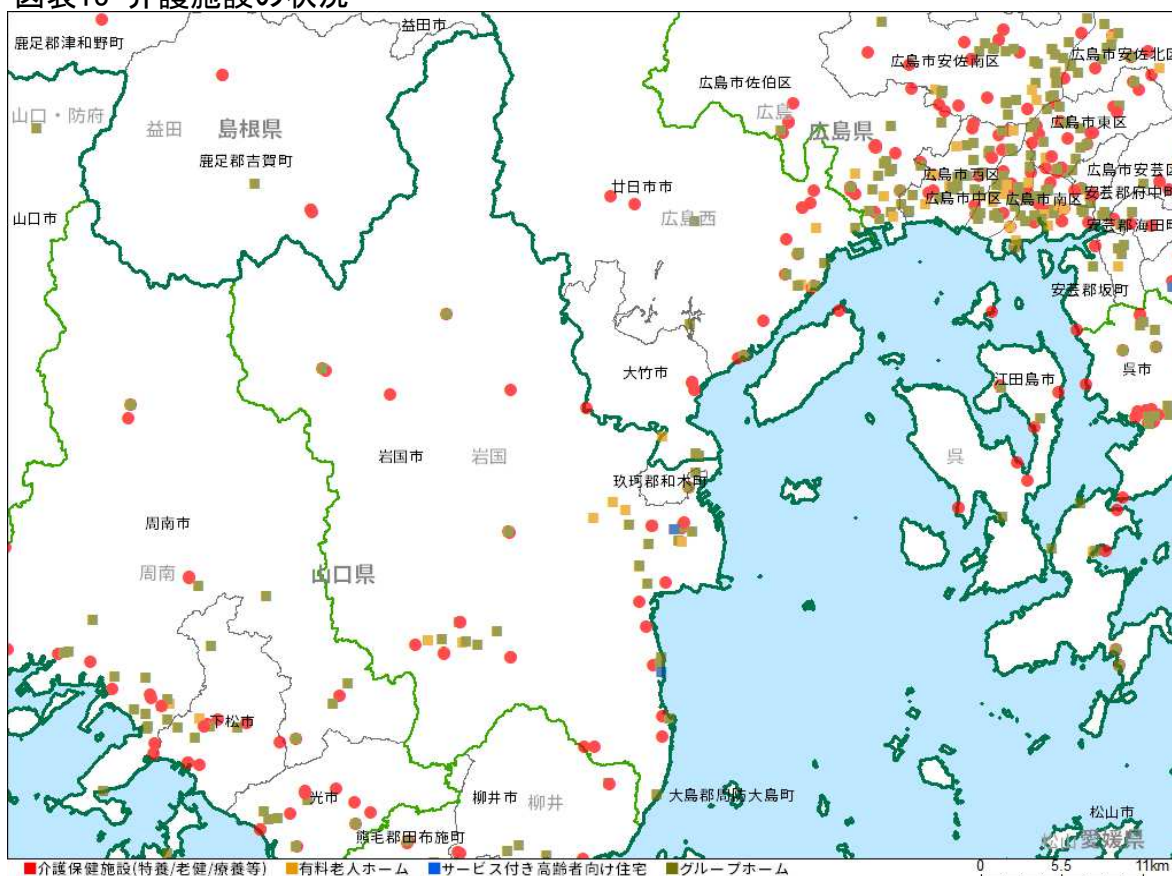 図表10 介護施設の状況
益田市
鹿足郡津和野町
広島市安佐南区
広島市安佐北区
広島市佐伯区
山口・防府
益田
島根県
広島
広島県
広島市東区
鹿足郡吉賀町
廿日市市
広島市西区
広島市安芸区
広島市中区
広島市南区
安芸郡府中町
山口市
広島西
安芸郡海田町
安芸郡坂町
大竹市
江田島市
呉市
岩国市
岩国
呉
玖珂郡和木町
周南市
周南
山口県
下松市
光市
柳井市
柳井
大島郡周防大島町
松山市
熊毛郡田布施町
松山
愛媛県
介護保健施設(特養/老健/療養等) 有料老人ホーム サービス付き高齢者向け住宅 グループホーム
0 5.5 11km